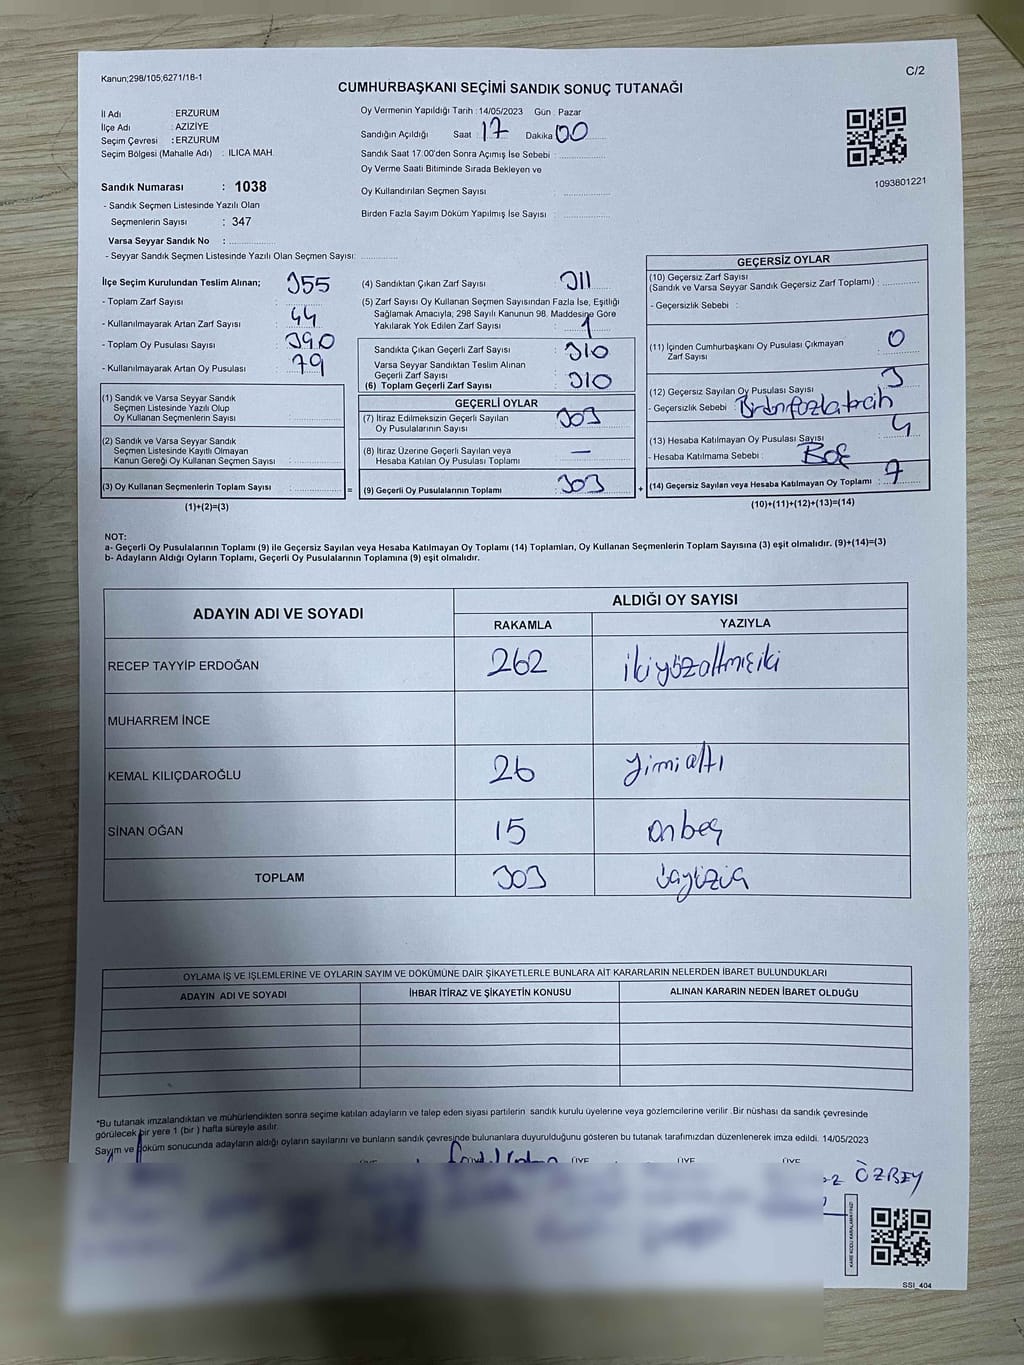 Kanun;298/105,6271/18-1
C/2
CUMHURBAŞKANI SEÇİMİ SANDIK SONUÇ TUTANAĞI
İl Adı : ERZURUM
İlçe Adı : AZİZİYE
Seçim Çevresi : ERZURUM
Seçim Bölgesi (Mahalle Adı) : ILICA MAH.
Oy Vermenin Yapıldığı Tarih : 14/05/2023 Gün : Pazar
Sandığın Açıldığı Saat : 17 Dakika 00
Sandık Saat 17:00'den Sonra Açımış İse Sebebi :
Oy Verme Saati Bitiminde Sırada Bekleyen ve
Oy Kullandırılan Seçmen Sayısı
Birden Fazla Sayım Döküm Yapılmış İse Sayısı :
1093801221
Sandık Numarası : 1038
- Sandık Seçmen Listesinde Yazılı Olan
Seçmenlerin Sayısı : 347
Varsa Seyyar Sandık No :
- Seyyar Sandık Seçmen Listesinde Yazılı Olan Seçmen Sayısı:
İlçe Seçim Kurulundan Teslim Alınan; 355
- Toplam Zarf Sayısı :
- Kullanılmayarak Artan Zarf Sayısı : 44
- Toplam Oy Pusulası Sayısı : 390
- Kullanılmayarak Artan Oy Pusulası : 79
(1) Sandık ve Varsa Seyyar Sandık
Seçmen Listesinde Yazılı Olup
Oy Kullanan Seçmenlerin Sayısı :
(2) Sandık ve Varsa Seyyar Sandık
Seçmen Listesinde Kayıtlı Olmayan
Kanun Gereği Oy Kullanan Seçmen Sayısı :
(3) Oy Kullanan Seçmenlerin Toplam Sayısı :
(1)+(2)=(3)
(4) Sandıktan Çıkan Zarf Sayısı : 311
(5) Zarf Sayısı Oy Kullanan Seçmen Sayısından Fazla İse, Eşitliği
Sağlamak Amacıyla, 298 Sayılı Kanunun 98. Maddesine Göre
Yakılarak Yok Edilen Zarf Sayısı : 1
Sandıkta Çıkan Geçerli Zarf Sayısı : 310
Varsa Seyyar Sandıktan Teslim Alınan
Geçerli Zarf Sayısı :
(6) Toplam Geçerli Zarf Sayısı : 310
GEÇERLİ OYLAR
(7) İtiraz Edilmeksizin Geçerli Sayılan
Oy Pusulalarının Sayısı : 303
(8) İtiraz Üzerine Geçerli Sayılan veya
Hesaba Katılan Oy Pusulası Toplamı : —
= (9) Geçerli Oy Pusulalarının Toplamı : 303 +
GEÇERSİZ OYLAR
(10) Geçersiz Zarf Sayısı
(Sandık ve Varsa Seyyar Sandık Geçersiz Zarf Toplamı) :
- Geçersizlik Sebebi :
(11) İçinden Cumhurbaşkanı Oy Pusulası Çıkmayan
Zarf Sayısı : 0
(12) Geçersiz Sayılan Oy Pusulası Sayısı : 3
- Geçersizlik Sebebi :
(13) Hesaba Katılmayan Oy Pusulası Sayısı : 4
- Hesaba Katılmama Sebebi : Boş
(14) Geçersiz Sayılan veya Hesaba Katılmayan Oy Toplamı : 7
(10)+(11)+(12)+(13)=(14)
NOT:
a- Geçerli Oy Pusulalarının Toplamı (9) ile Geçersiz Sayılan veya Hesaba Katılmayan Oy Toplamı (14) Toplamları, Oy Kullanan Seçmenlerin Toplam Sayısına (3) eşit olmalıdır. (9)+(14)=(3)
b- Adayların Aldığı Oyların Toplamı, Geçerli Oy Pusulalarının Toplamına (9) eşit olmalıdır.
ADAYIN ADI VE SOYADI
ALDIĞI OY SAYISI
RAKAMLA YAZIYLA
RECEP TAYYİP ERDOĞAN 262 ikiyüzaltmışiki
MUHARREM İNCE
KEMAL KILIÇDAROĞLU 26 yimialtı
SİNAN OĞAN 15 onbeş
TOPLAM 303 üçyüzüç
OYLAMA İŞ VE İŞLEMLERİNE VE OYLARIN SAYIM VE DÖKÜMÜNE DAİR ŞİKAYETLERLE BUNLARA AİT KARARLARIN NELERDEN İBARET BULUNDUKLARI
ADAYIN ADI VE SOYADI İHBAR İTİRAZ VE ŞİKAYETİN KONUSU ALINAN KARARIN NEDEN İBARET OLDUĞU
*Bu tutanak imzalandıktan ve mühürlendikten sonra seçime katılan adayların ve talep eden siyası partilerin sandık kurulu üyelerine veya gözlemcilerine verilir .Bir nüshası da sandık çevresinde
görülecek bir yere 1 (bir ) hafta süreyle asılır.
Sayım ve döküm sonucunda adayların aldığı oyların sayılarını ve bunların sandık çevresinde bulunanlara duyurulduğunu gösteren bu tutanak tarafımızdan düzenlenerek imza edildi. 14/05/2023
ÜYE ÜYE ÜYE ÜYE
ÖZBEY
SSI_404